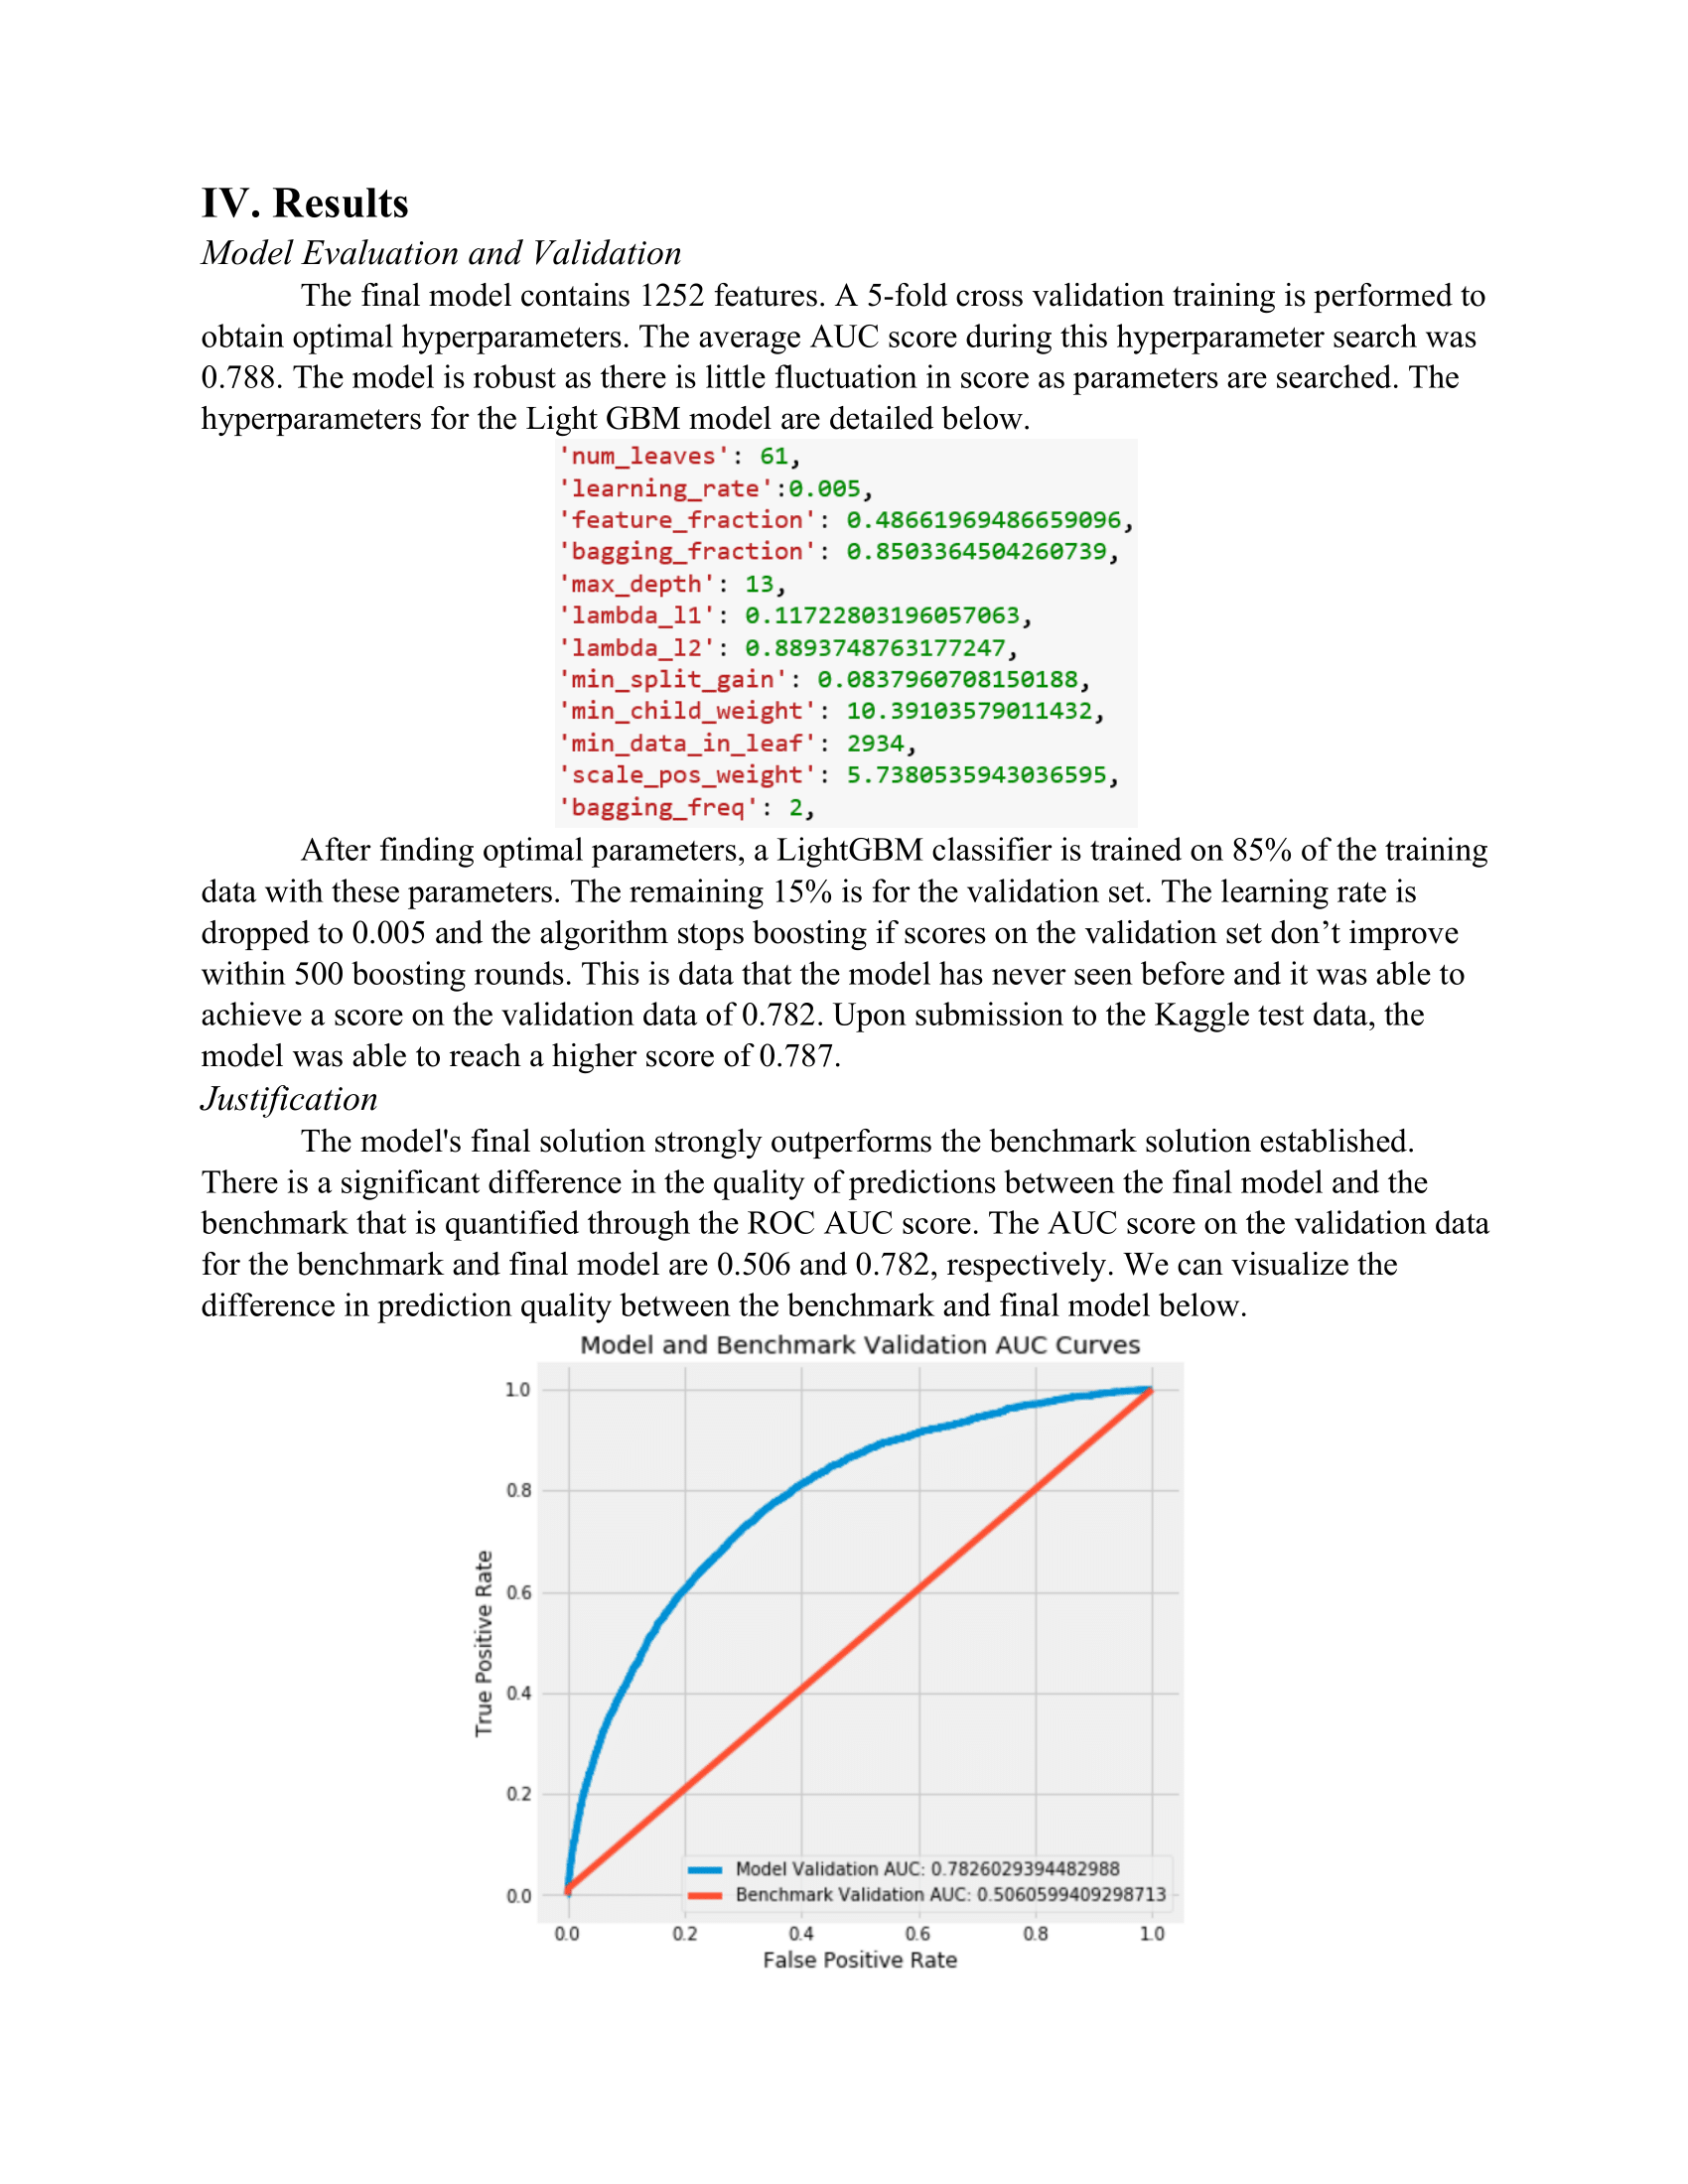 IV. Results
Model Evaluation and Validation
The final model contains 1252 features. A 5-fold cross validation training is performed to
obtain optimal hyperparameters. The average AUC score during this hyperparameter search was
0.788. The model is robust as there is little fluctuation in score as parameters are searched. The
hyperparameters for the Light GBM model are detailed below.
'num_leaves': 61,
'learning_rate':0.005,
'feature_fraction': 0.48661969486659096,
'bagging_fraction': 0.8503364504260739,
'max_depth': 13,
'lambda_l1': 0.11722803196057063,
'lambda_l2': 0.8893748763177247,
'min_split_gain': 0.0837960708150188,
'min_child_weight': 10.39103579011432,
'min_data_in_leaf': 2934,
'scale_pos_weight': 5.7380535943036595,
'bagging_freq': 2,
After finding optimal parameters, a LightGBM classifier is trained on 85% of the training
data with these parameters. The remaining 15% is for the validation set. The learning rate is
dropped to 0.005 and the algorithm stops boosting if scores on the validation set don’t improve
within 500 boosting rounds. This is data that the model has never seen before and it was able to
achieve a score on the validation data of 0.782. Upon submission to the Kaggle test data, the
model was able to reach a higher score of 0.787.
Justification
The model's final solution strongly outperforms the benchmark solution established.
There is a significant difference in the quality of predictions between the final model and the
benchmark that is quantified through the ROC AUC score. The AUC score on the validation data
for the benchmark and final model are 0.506 and 0.782, respectively. We can visualize the
difference in prediction quality between the benchmark and final model below.
Model and Benchmark Validation AUC Curves
1.0
0.8
0.6
0.4
0.2
0.0
True Positive Rate
Model Validation AUC: 0.7826029394482988
Benchmark Validation AUC: 0.5060599409298713
0.0 0.2 0.4 0.6 0.8 1.0
False Positive Rate